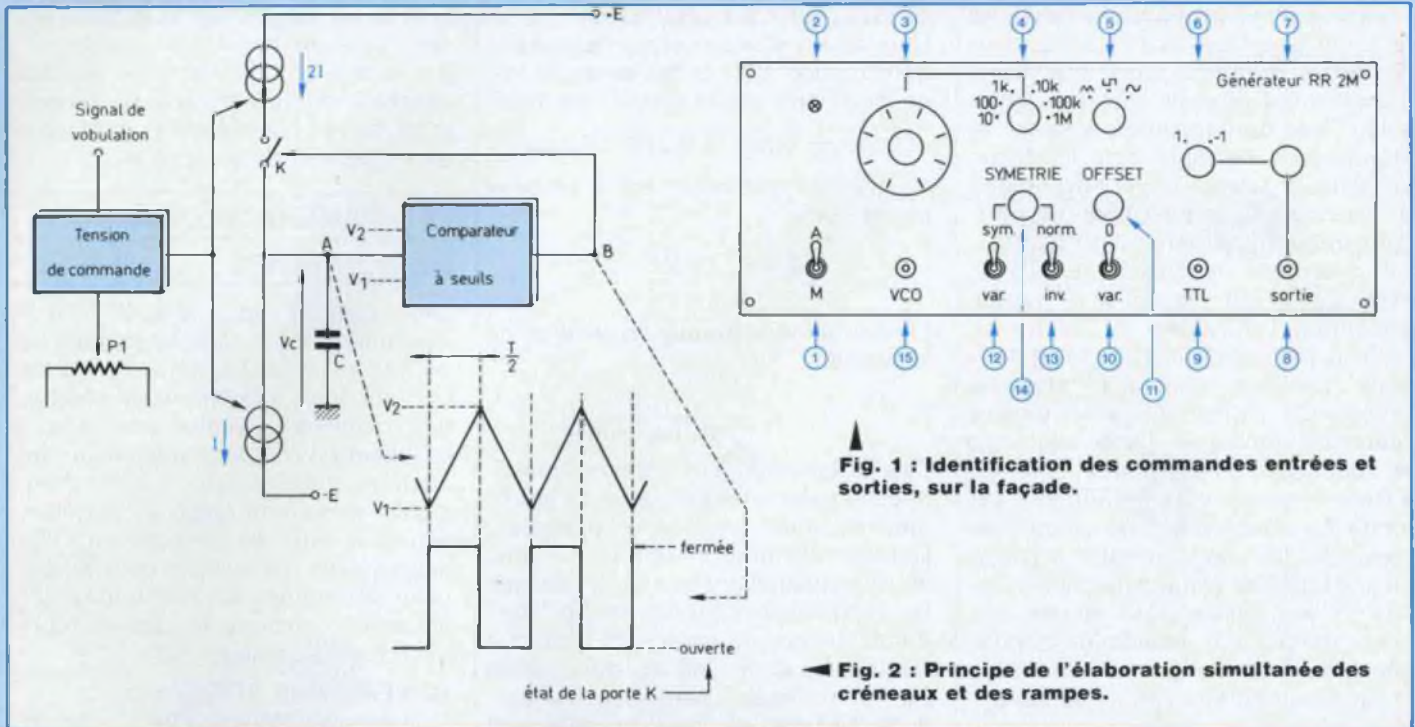 +E
2I
Signal de
vobulation
K
Tension
de commande
P1
I
-E
A
V2
V1
Comparateur
à seuils
B
Vc
C
T/2
V2
V1
fermée
ouverte
état de la porte K
2 3 4 5 6 7
Générateur RR 2M
1k 10k
100 100k
10 1M
1 .1
SYMETRIE OFFSET
sym. norm. 0
A
M VCO var. inv. var. TTL sortie
1 15 12 13 10 9 8
14 11
Fig. 1 : Identification des commandes entrées et
sorties, sur la façade.
Fig. 2 : Principe de l'élaboration simultanée des
créneaux et des rampes.